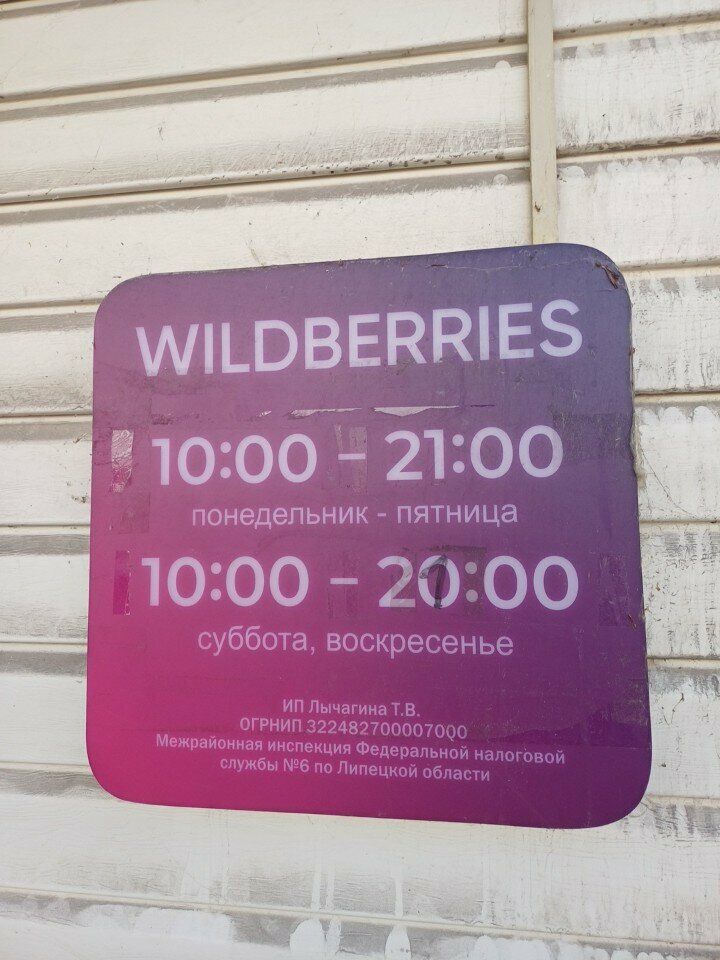 WILDBERRIES
10:00 - 21:00
понедельник - пятница
10:00 - 20:00
суббота, воскресенье
ИП Лычагина Т.В.
ОГРНИП 322482700007000
Межрайонная инспекция Федеральной налоговой
службы №6 по Липецкой области